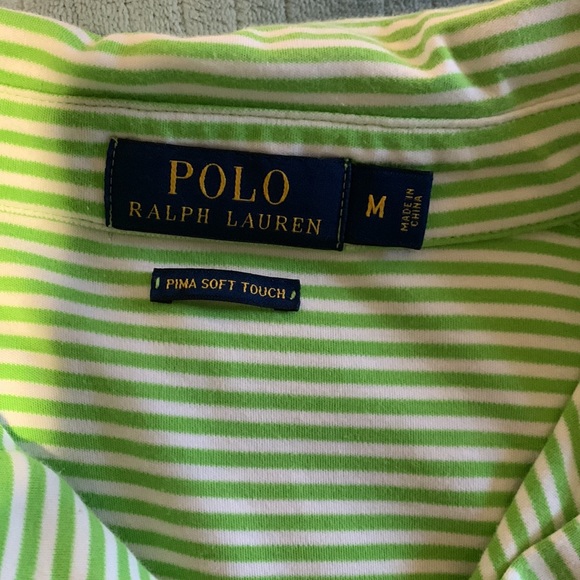 POLO
RALPH LAUREN
M
MADE IN
CHINA
PIMA SOFT TOUCH